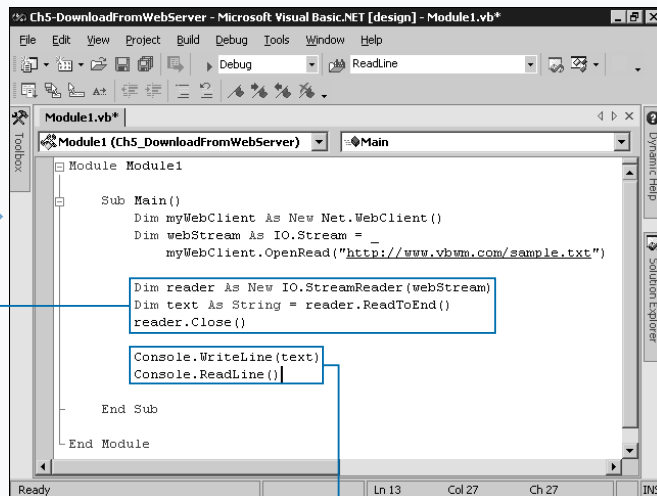 Ch5-DownloadFromWebServer - Microsoft Visual Basic.NET [design] - Module1.vb*
File Edit View Project Build Debug Tools Window Help
Debug ReadLine
Module1.vb*
Toolbox
Module1 (Ch5_DownloadFromWebServer) Main
Dynamic Help
Solution Explorer
Module Module1
Sub Main()
Dim myWebClient As New Net.WebClient()
Dim webStream As IO.Stream = _
myWebClient.OpenRead("http://www.vbwm.com/sample.txt")
Dim reader As New IO.StreamReader(webStream)
Dim text As String = reader.ReadToEnd()
reader.Close()
Console.WriteLine(text)
Console.ReadLine()
End Sub
End Module
Ready Ln 13 Col 27 Ch 27 INS